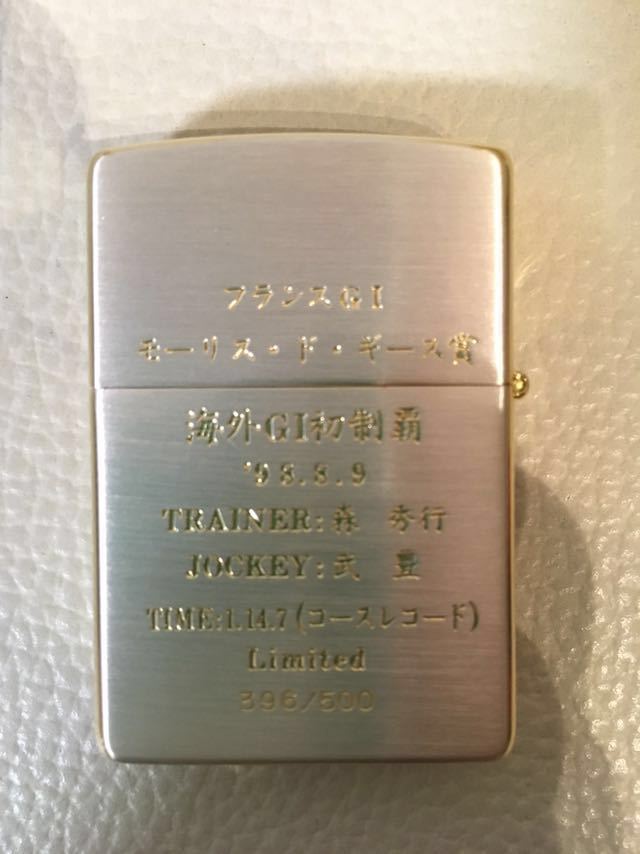 フランスGI
モーリス・ド・ギース賞
海外GI初制覇
'98.8.9
TRAINER:森 秀行
JOCKEY:武 豊
TIME:1.14.7(コースレコード)
Limited
396/500